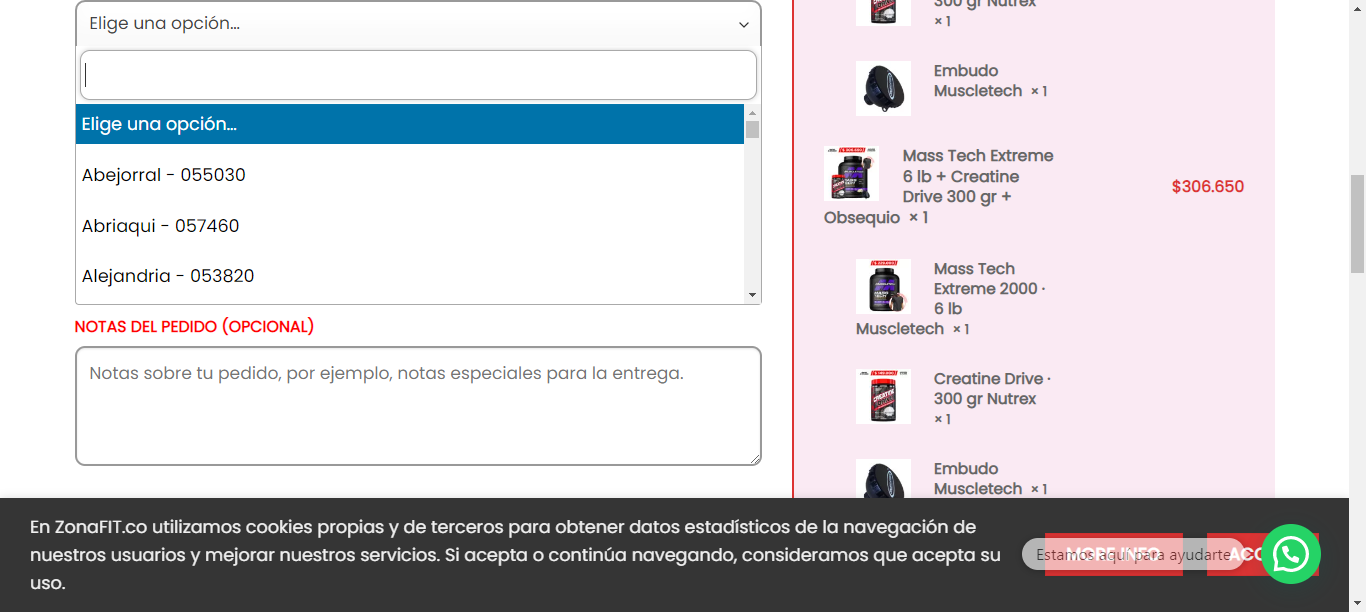 Elige una opción...
Elige una opción...
Abejorral - 055030
Abriaqui - 057460
Alejandria - 053820
NOTAS DEL PEDIDO (OPCIONAL)
Notas sobre tu pedido, por ejemplo, notas especiales para la entrega.
300 gr Nutrex
× 1
Embudo
Muscletech × 1
Mass Tech Extreme
6 lb + Creatine
Drive 300 gr +
Obsequio × 1
$306.650
Mass Tech
Extreme 2000 ·
6 lb
Muscletech × 1
Creatine Drive ·
300 gr Nutrex
× 1
Embudo
Muscletech × 1
En ZonaFIT.co utilizamos cookies propias y de terceros para obtener datos estadísticos de la navegación de
nuestros usuarios y mejorar nuestros servicios. Si acepta o continúa navegando, consideramos que acepta su
uso.
MORE INFO
Estamos aquí para ayudarte